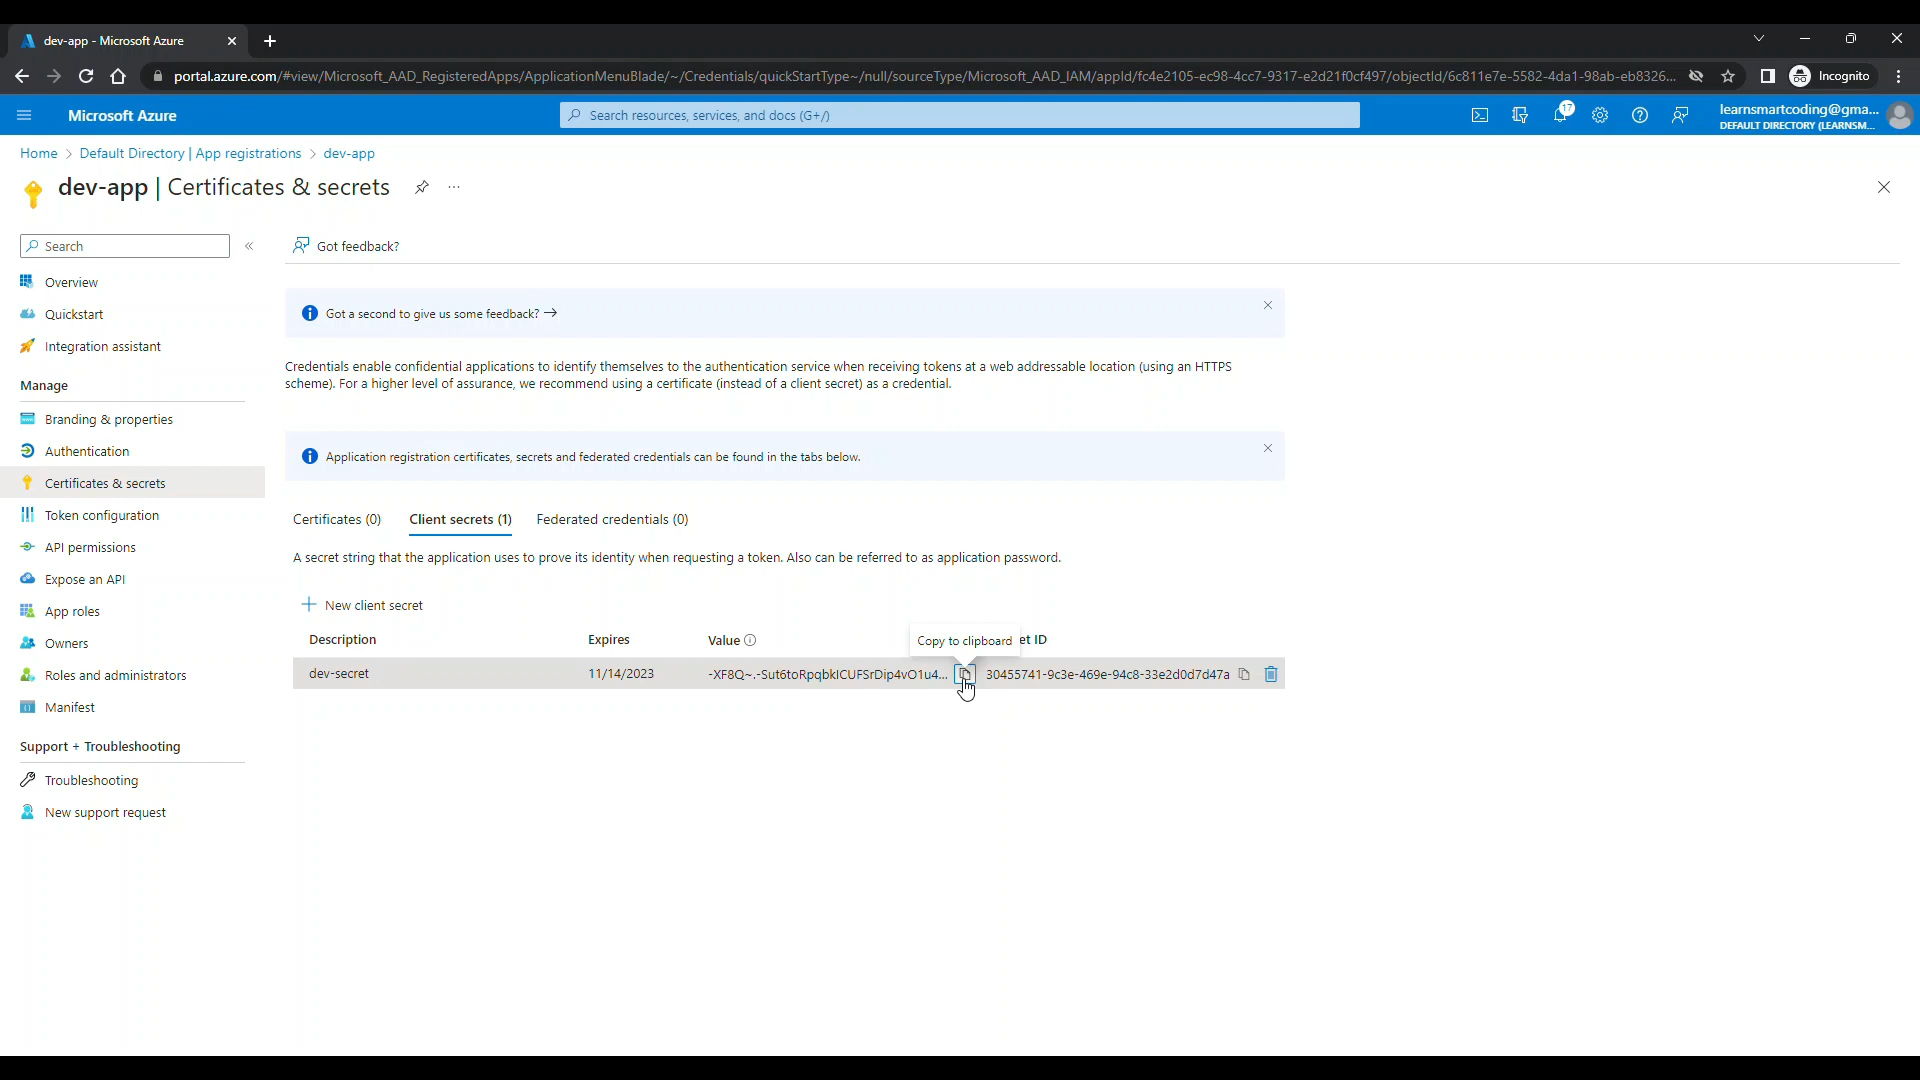 dev-app - Microsoft Azure
portal.azure.com/#view/Microsoft_AAD_RegisteredApps/ApplicationMenuBlade/~/Credentials/quickStartType~/null/sourceType/Microsoft_AAD_IAM/appId/fc4e2105-ec98-4cc7-9317-e2d21f0cf497/objectId/6c811e7e-5582-4da1-98ab-eb8326...
Incognito
Microsoft Azure
Search resources, services, and docs (G+/)
17
learnsmartcoding@gma...
DEFAULT DIRECTORY (LEARNSM...
Home > Default Directory | App registrations > dev-app
dev-app | Certificates & secrets
Search
Got feedback?
Overview
Quickstart
Integration assistant
Manage
Branding & properties
Authentication
Certificates & secrets
Token configuration
API permissions
Expose an API
App roles
Owners
Roles and administrators
Manifest
Support + Troubleshooting
Troubleshooting
New support request
Got a second to give us some feedback?
Credentials enable confidential applications to identify themselves to the authentication service when receiving tokens at a web addressable location (using an HTTPS
scheme). For a higher level of assurance, we recommend using a certificate (instead of a client secret) as a credential.
Application registration certificates, secrets and federated credentials can be found in the tabs below.
Certificates (0) Client secrets (1) Federated credentials (0)
A secret string that the application uses to prove its identity when requesting a token. Also can be referred to as application password.
New client secret
Description Expires Value Copy to clipboard et ID
dev-secret 11/14/2023 -XF8Q~.-Sut6toRpqbklCUFSrDip4vO1u4... 30455741-9c3e-469e-94c8-33e2d0d7d47a